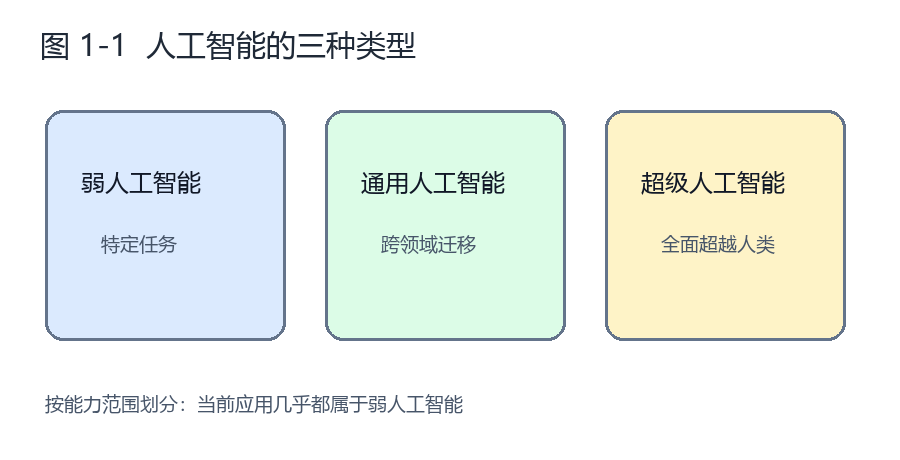 图 1-1 人工智能的三种类型
弱人工智能
特定任务
通用人工智能
跨领域迁移
超级人工智能
全面超越人类
按能力范围划分：当前应用几乎都属于弱人工智能